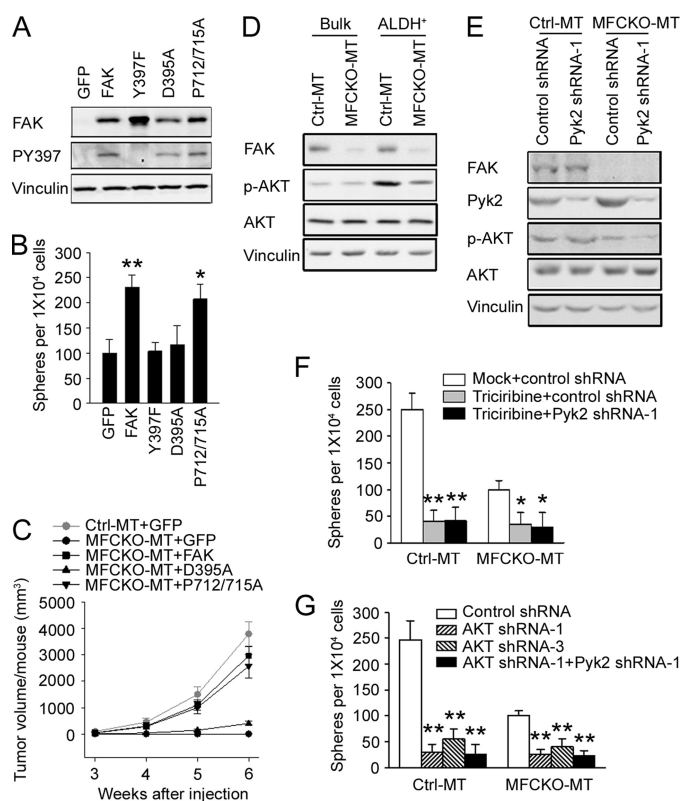 A
GFP
FAK
Y397F
D395A
P712/715A
FAK
PY397
Vinculin
B
Spheres per 1X10⁴ cells
300
250
200
150
100
50
0
**
*
GFP
FAK
Y397F
D395A
P712/715A
C
Ctrl-MT+GFP
MFCKO-MT+GFP
MFCKO-MT+FAK
MFCKO-MT+D395A
MFCKO-MT+P712/715A
Tumor volume/mouse (mm³)
5000
4000
3000
2000
1000
0
3 4 5 6
Weeks after injection
D
Bulk ALDH⁺
Ctrl-MT
MFCKO-MT
Ctrl-MT
MFCKO-MT
FAK
p-AKT
AKT
Vinculin
E
Ctrl-MT MFCKO-MT
Control shRNA
Pyk2 shRNA-1
Control shRNA
Pyk2 shRNA-1
FAK
Pyk2
p-AKT
AKT
Vinculin
F
Mock+control shRNA
Triciribine+control shRNA
Triciribine+Pyk2 shRNA-1
Spheres per 1X10⁴ cells
300
250
200
150
100
50
0
** **
* *
Ctrl-MT MFCKO-MT
G
Control shRNA
AKT shRNA-1
AKT shRNA-3
AKT shRNA-1+Pyk2 shRNA-1
Spheres per 1X10⁴ cells
300
250
200
150
100
50
0
** ** **
** ** **
Ctrl-MT MFCKO-MT